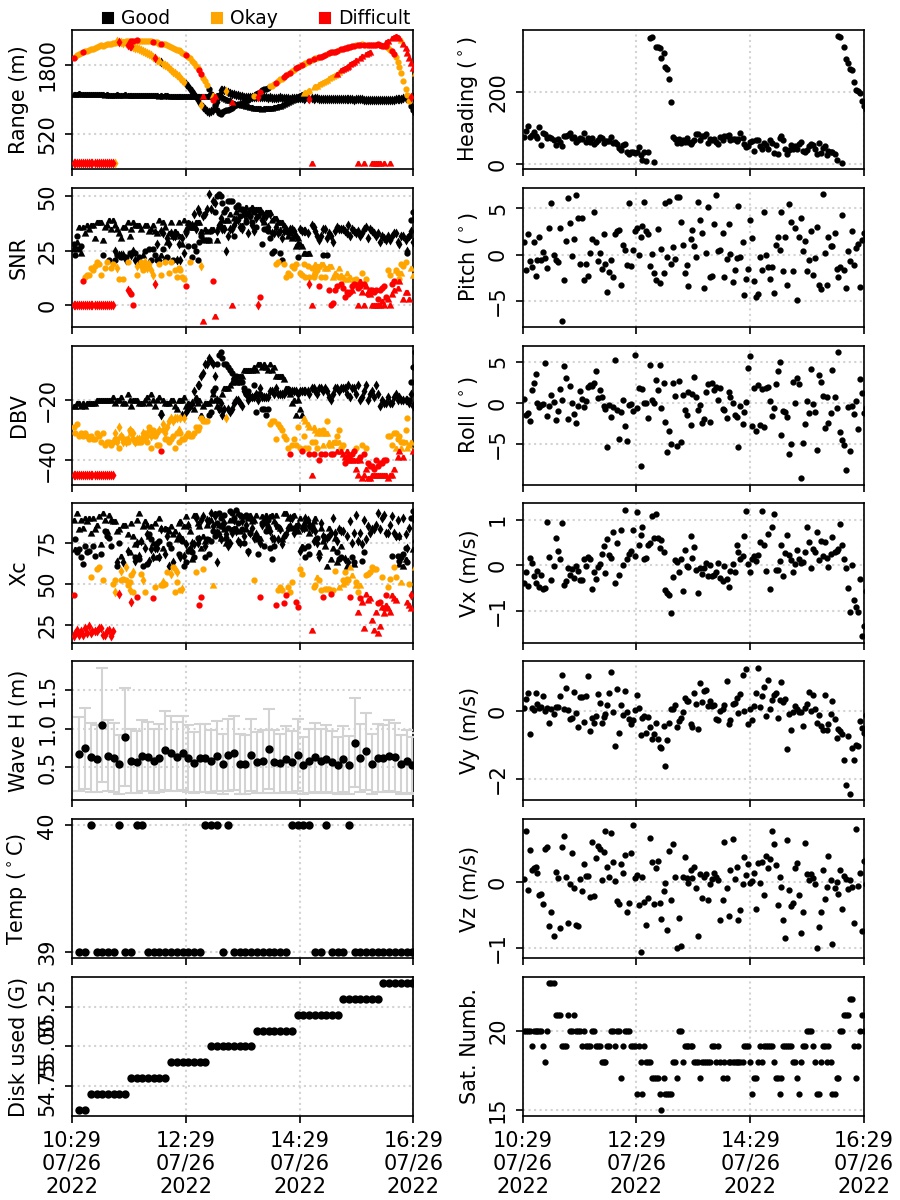 Good Okay Difficult
Range (m)
1800
520
Heading (°)
200
0
SNR
50
25
0
Pitch (°)
5
0
−5
DBV
−20
−40
Roll (°)
5
0
−5
Xc
75
50
25
Vx (m/s)
1
0
−1
Wave H (m)
1.5
1.0
0.5
Vy (m/s)
0
−2
Temp (°C)
40
39
Vz (m/s)
0
−1
Disk used (G)
Sat. Numb.
20
15
10:29 12:29 14:29 16:29
07/26 07/26 07/26 07/26
2022 2022 2022 2022
10:29 12:29 14:29 16:29
07/26 07/26 07/26 07/26
2022 2022 2022 2022